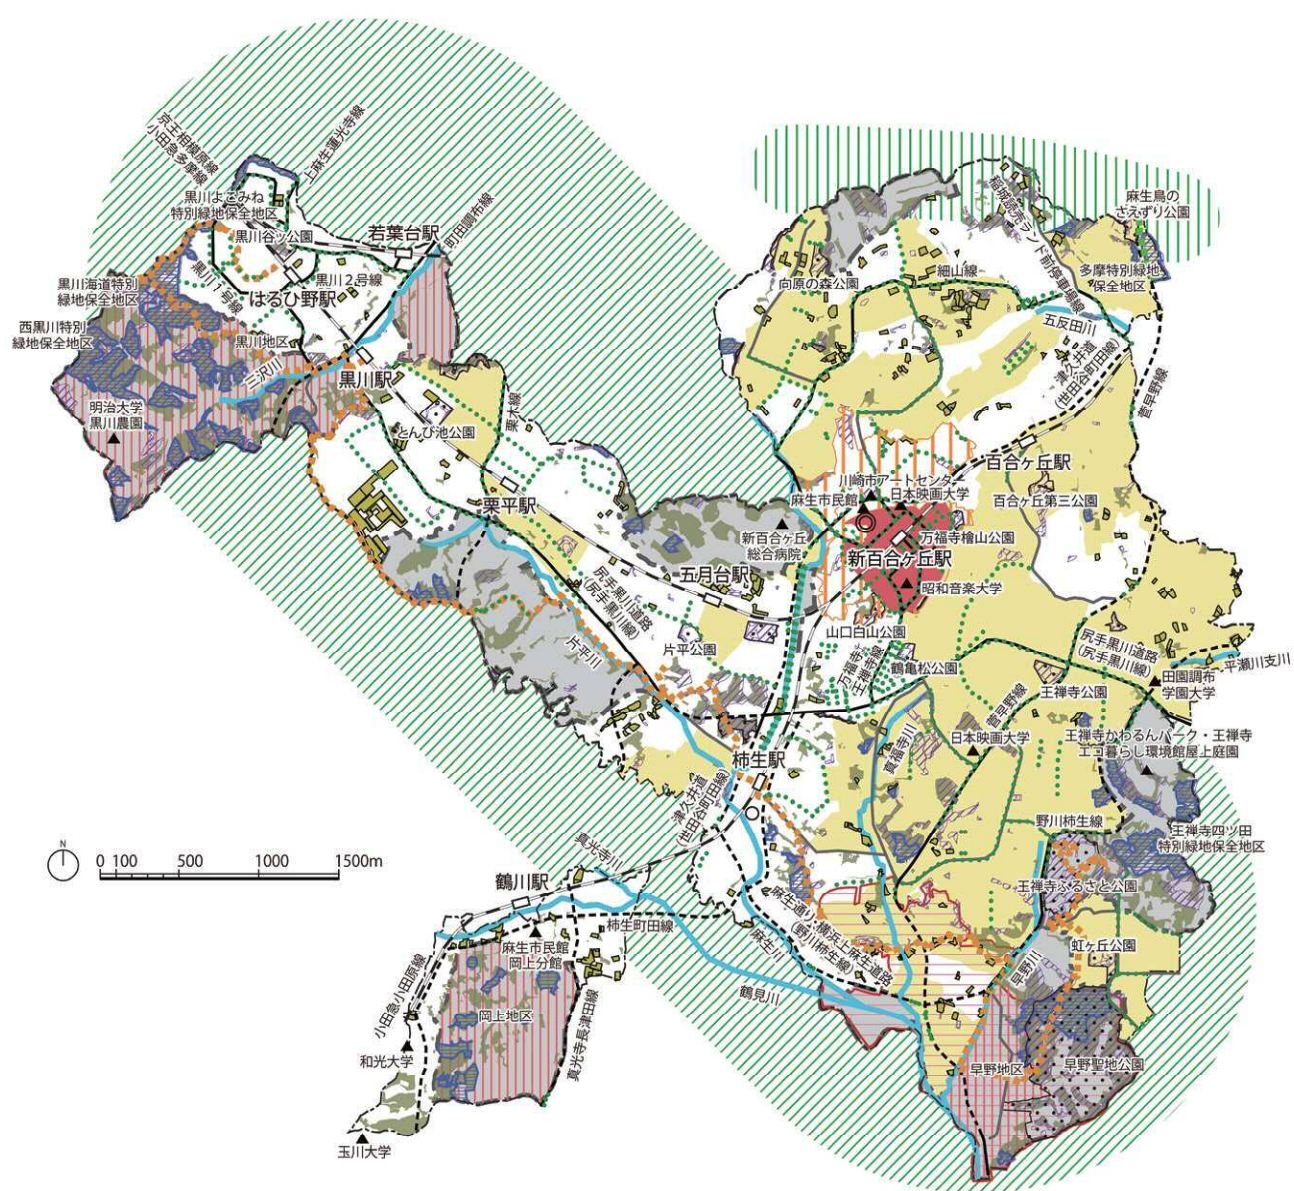 京王相模原線
小田急多摩線
上麻生蓮光寺線
黒川よこみね
特別緑地保全地区
黒川谷ッ公園
若葉台駅
町田調布線
黒川海道特別
緑地保全地区
黒川1号線
黒川2号線
はるひ野駅
西黒川特別
緑地保全地区
黒川地区
三沢川
黒川駅
明治大学
黒川農園
とんび池公園
栗木線
栗平駅
麻生鳥の
さえずり公園
稲城読売ランド前停車場線
細山線
向原の森公園
多摩特別緑地
保全地区
五反田川
津久井道
(世田谷町田線)
菅早野線
百合ヶ丘駅
川崎市アートセンター
麻生市民館
日本映画大学
百合ヶ丘第三公園
新百合ヶ丘
総合病院
万福寺檜山公園
新百合ヶ丘駅
五月台駅
昭和音楽大学
尻手黒川道路
(尻手黒川線)
片平川
片平公園
山口白山公園
万福寺
王禅寺線
鶴亀松公園
尻手黒川道路
(尻手黒川線)
平瀬川支川
田園調布
学園大学
王禅寺公園
菅早野線
日本映画大学
王禅寺かわるんパーク・王禅寺
エコ暮らし環境館屋上庭園
真福寺川
柿生駅
津久井道
(世田谷町田線)
野川柿生線
王禅寺四ツ田
特別緑地保全地区
王禅寺ふるさと公園
N
0 100 500 1000 1500m
真光寺川
鶴川駅
柿生町田線
麻生市民館
岡上分館
麻生通り・横浜上麻生道路
(野川柿生線)
麻生川
鶴見川
早野川
虹ヶ丘公園
小田急小田原線
岡上地区
真光寺長津田線
和光大学
早野地区
早野聖地公園
玉川大学